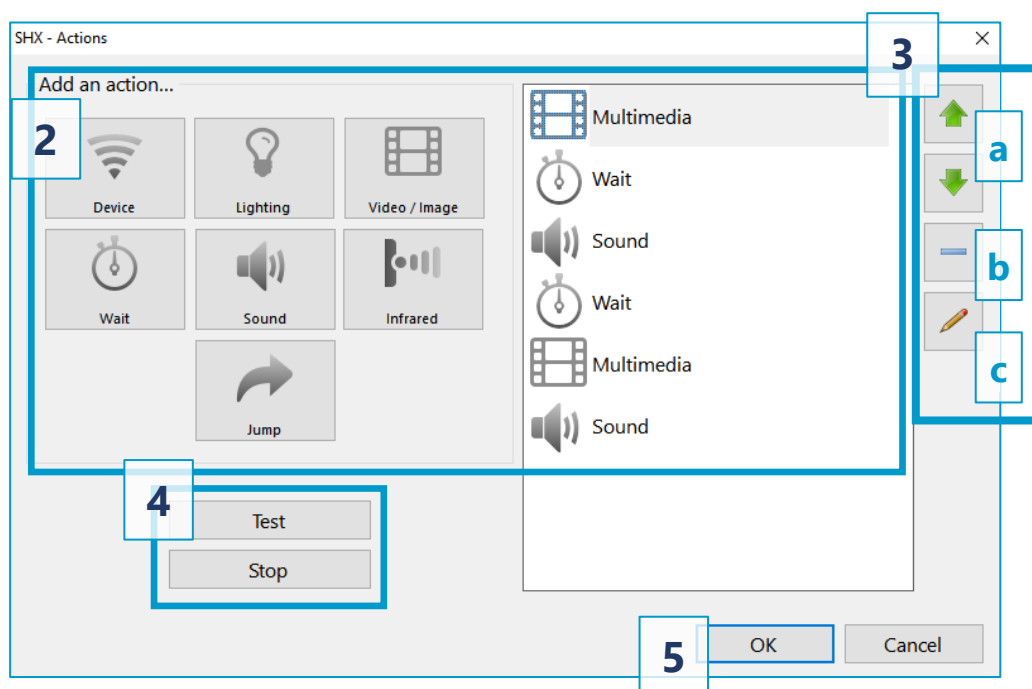 SHX - Actions
3
Add an action...
2
Device
Lighting
Video / Image
Wait
Sound
Infrared
Jump
Multimedia
Wait
Sound
Wait
Multimedia
Sound
a
b
c
4
Test
Stop
5
OK
Cancel